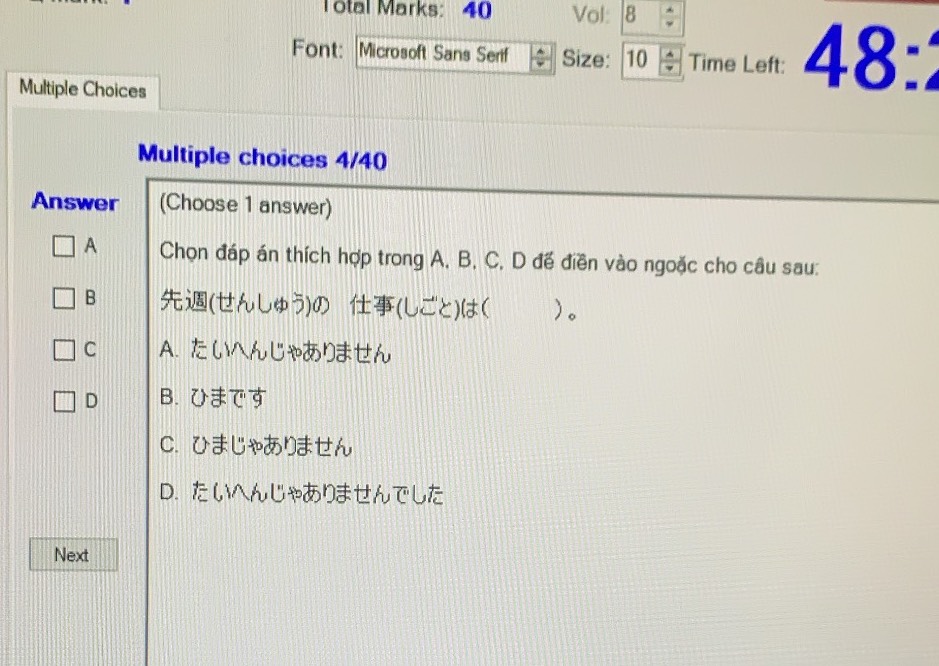 Total Marks: 40
Vol: 8
Font: Microsoft Sans Serif Size: 10 Time Left: 48:
Multiple Choices
Multiple choices 4/40
Answer
(Choose 1 answer)
A
Chọn đáp án thích hợp trong A, B, C, D để điền vào ngoặc cho câu sau:
B
先週(せんしゅう)の 仕事(しごと)は( )。
C
A. たいへんじゃありません
D
B. ひまです
C. ひまじゃありません
D. たいへんじゃありませんでした
Next